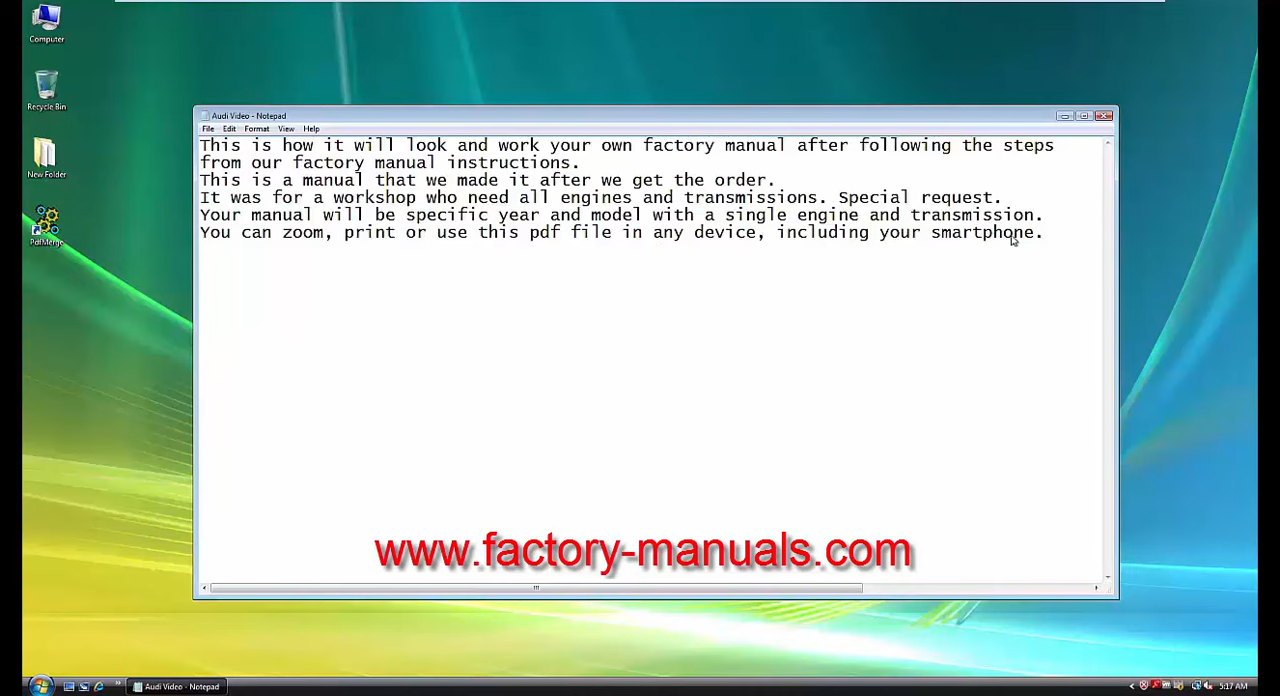 Computer
Recycle Bin
New Folder
PdfMerge
Audi Video - Notepad
File Edit Format View Help
This is how it will look and work your own factory manual after following the steps
from our factory manual instructions.
This is a manual that we made it after we get the order.
It was for a workshop who need all engines and transmissions. Special request.
Your manual will be specific year and model with a single engine and transmission.
You can zoom, print or use this pdf file in any device, including your smartphone.
www.factory-manuals.com
Audi Video - Notepad
5:17 AM